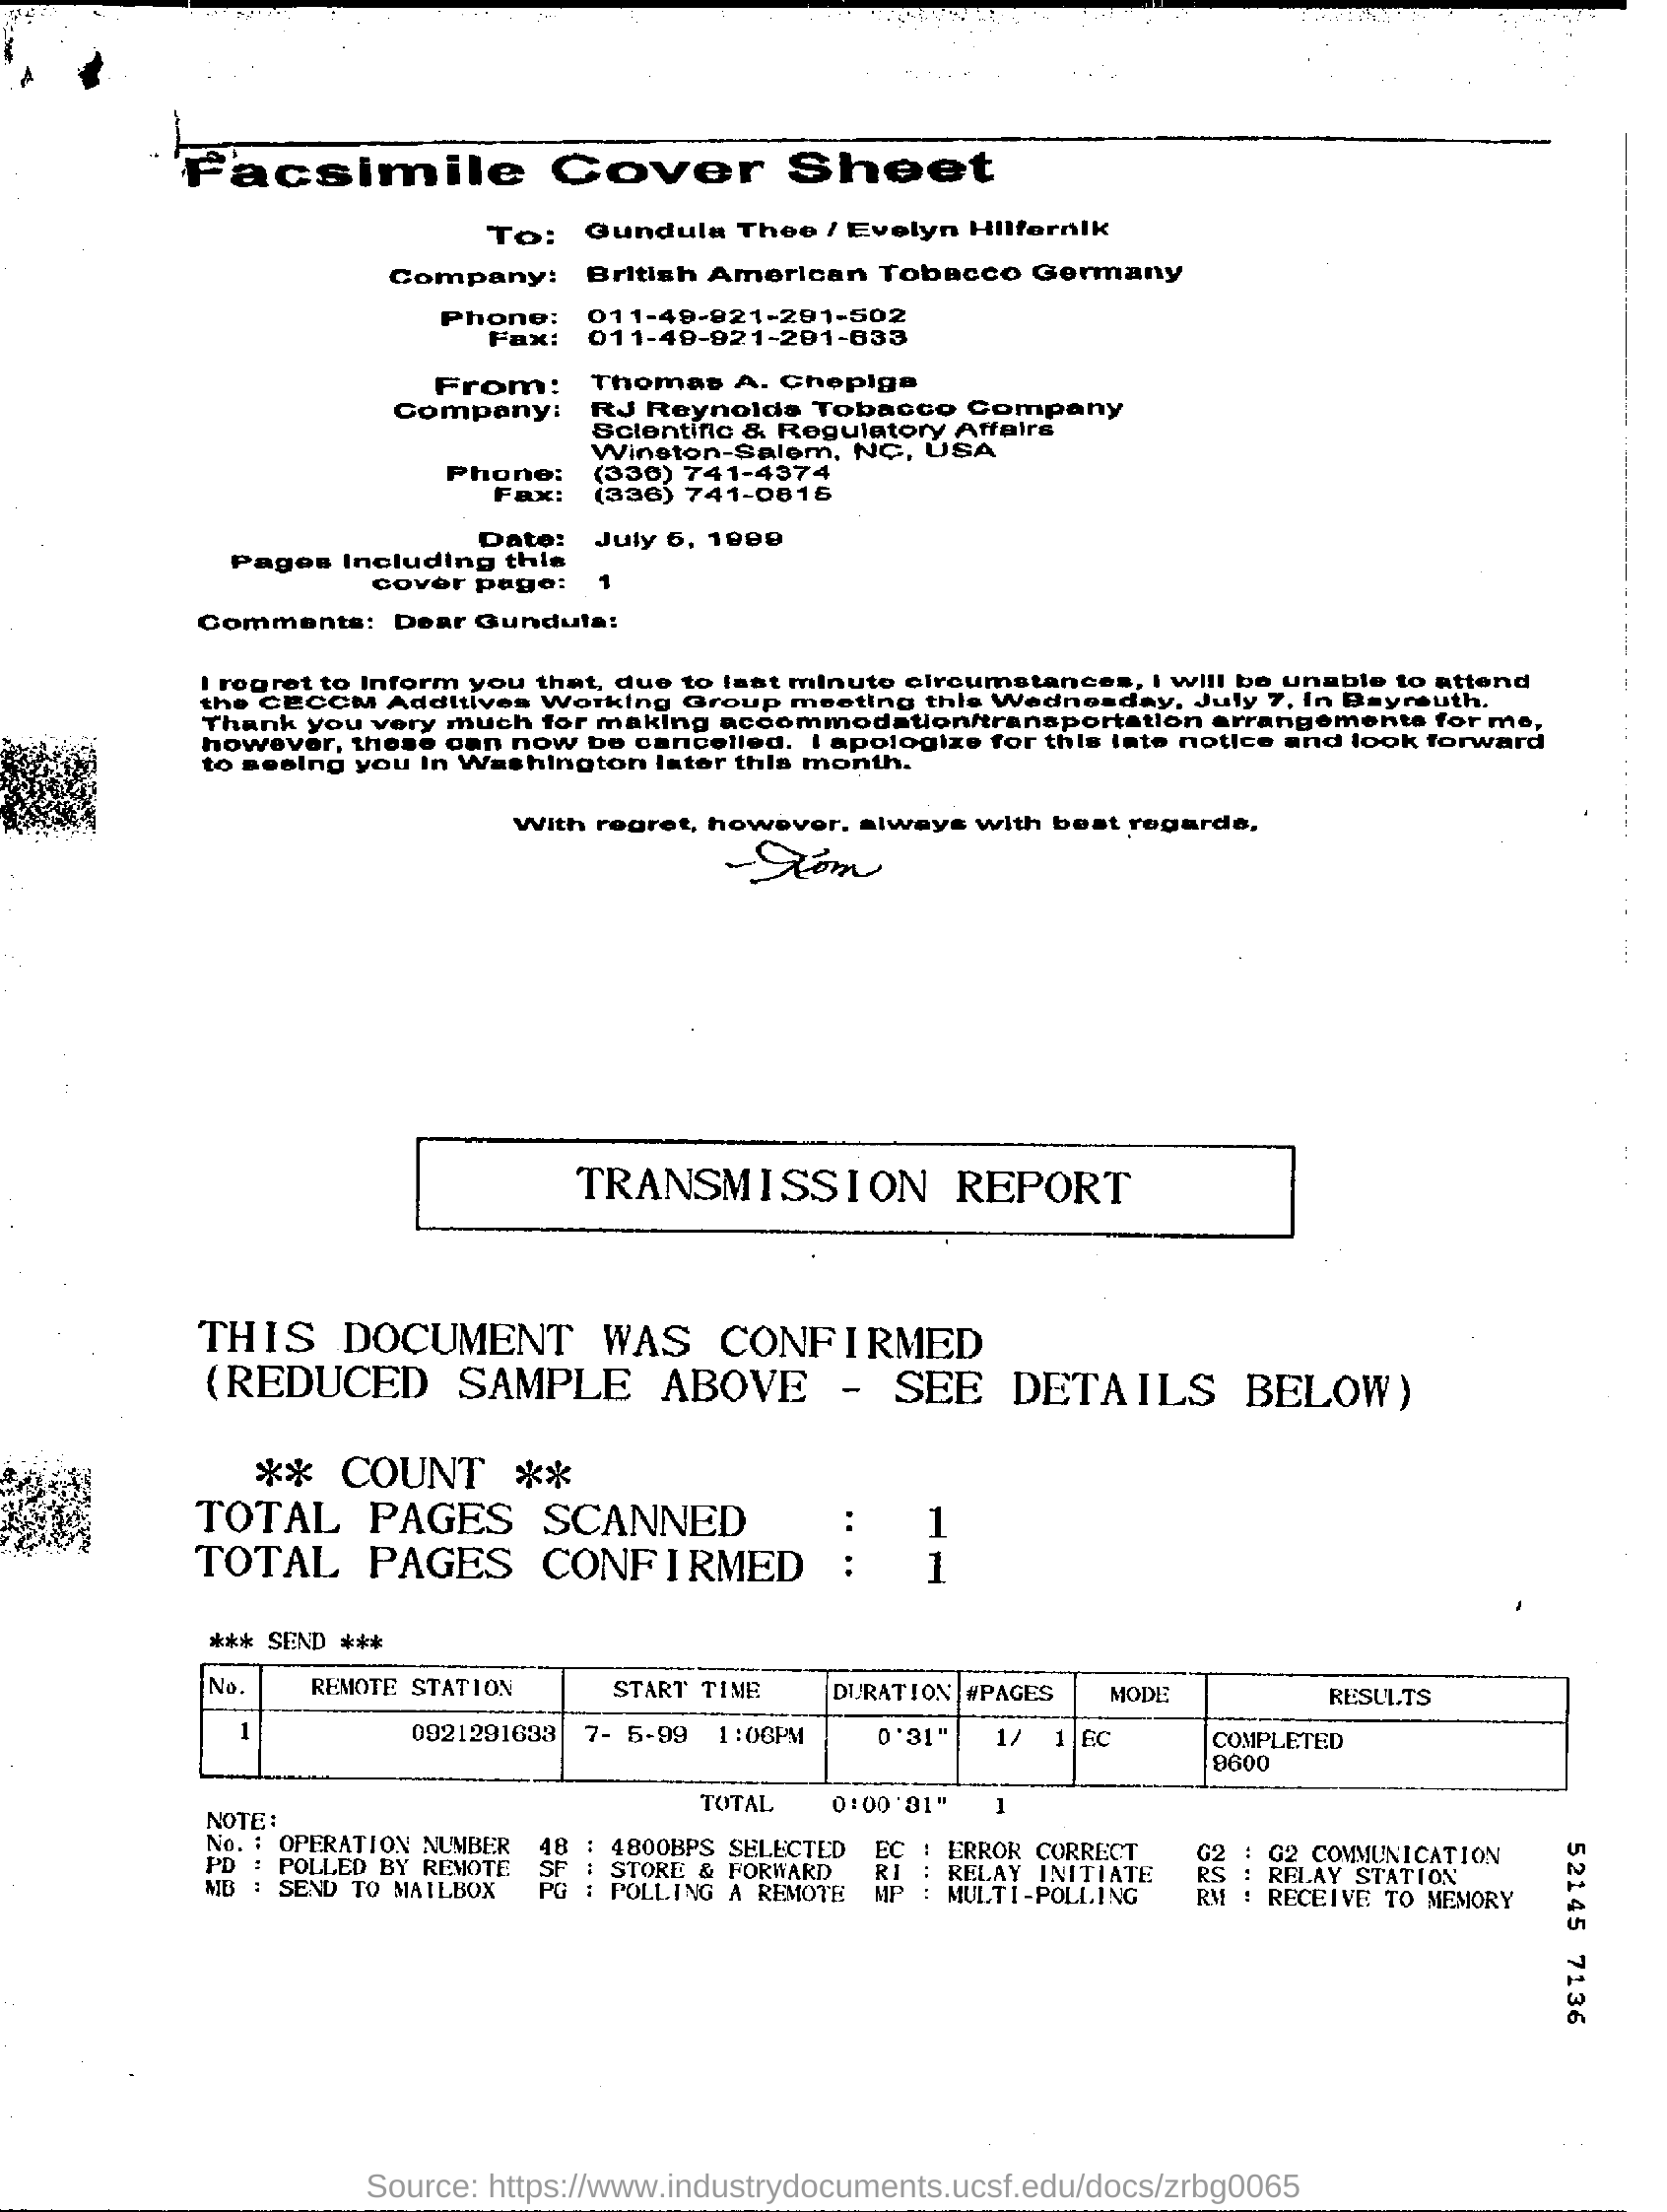 Facsimile Cover Sheet
To: Gundula Thee / Evelyn Hilfernik
Company: British American Tobacco Germany
Phone: 011-49-921-291-502
Fax: 011-49-921-291-633
From: Thomas A. Chepiga
Company: RJ Reynolds Tobacco Company
Scientific & Regulatory Affairs
Winston-Salem, NC, USA
Phone: (336) 741-4374
Fax: (336) 741-0815
Date: July 5, 1999
Pages Including this
cover page: 1
Comments: Dear Gundula:
I regret to inform you that, due to last minute circumstances, I will be unable to attend
the CECCM Additives Working Group meeting this Wednesday, July 7, in Bayreuth.
Thank you very much for making accommodation/transportation arrangements for me,
however, these can now be cancelled. I apologize for this late notice and look forward
to seeing you in Washington later this month.
With regret, however, always with best regards,
Tom
TRANSMISSION REPORT
THIS DOCUMENT WAS CONFIRMED
(REDUCED SAMPLE ABOVE - SEE DETAILS BELOW)
** COUNT **
TOTAL PAGES SCANNED : 1
TOTAL PAGES CONFIRMED : 1
*** SEND ***
No. REMOTE STATION START TIME DURATION #PAGES MODE RESULTS
1 0921291633 7- 5-99 1:06PM 0'31" 1/ 1 EC COMPLETED
9600
TOTAL 0:00'31" 1
NOTE:
No. : OPERATION NUMBER 48 : 4800BPS SELECTED EC : ERROR CORRECT G2 : G2 COMMUNICATION
PD : POLLED BY REMOTE SF : STORE & FORWARD RI : RELAY INITIATE RS : RELAY STATION
MB : SEND TO MAILBOX PG : POLLING A REMOTE MP : MULTI-POLLING RM : RECEIVE TO MEMORY
52145 7136
Source: https://www.industrydocuments.ucsf.edu/docs/zrbg0065